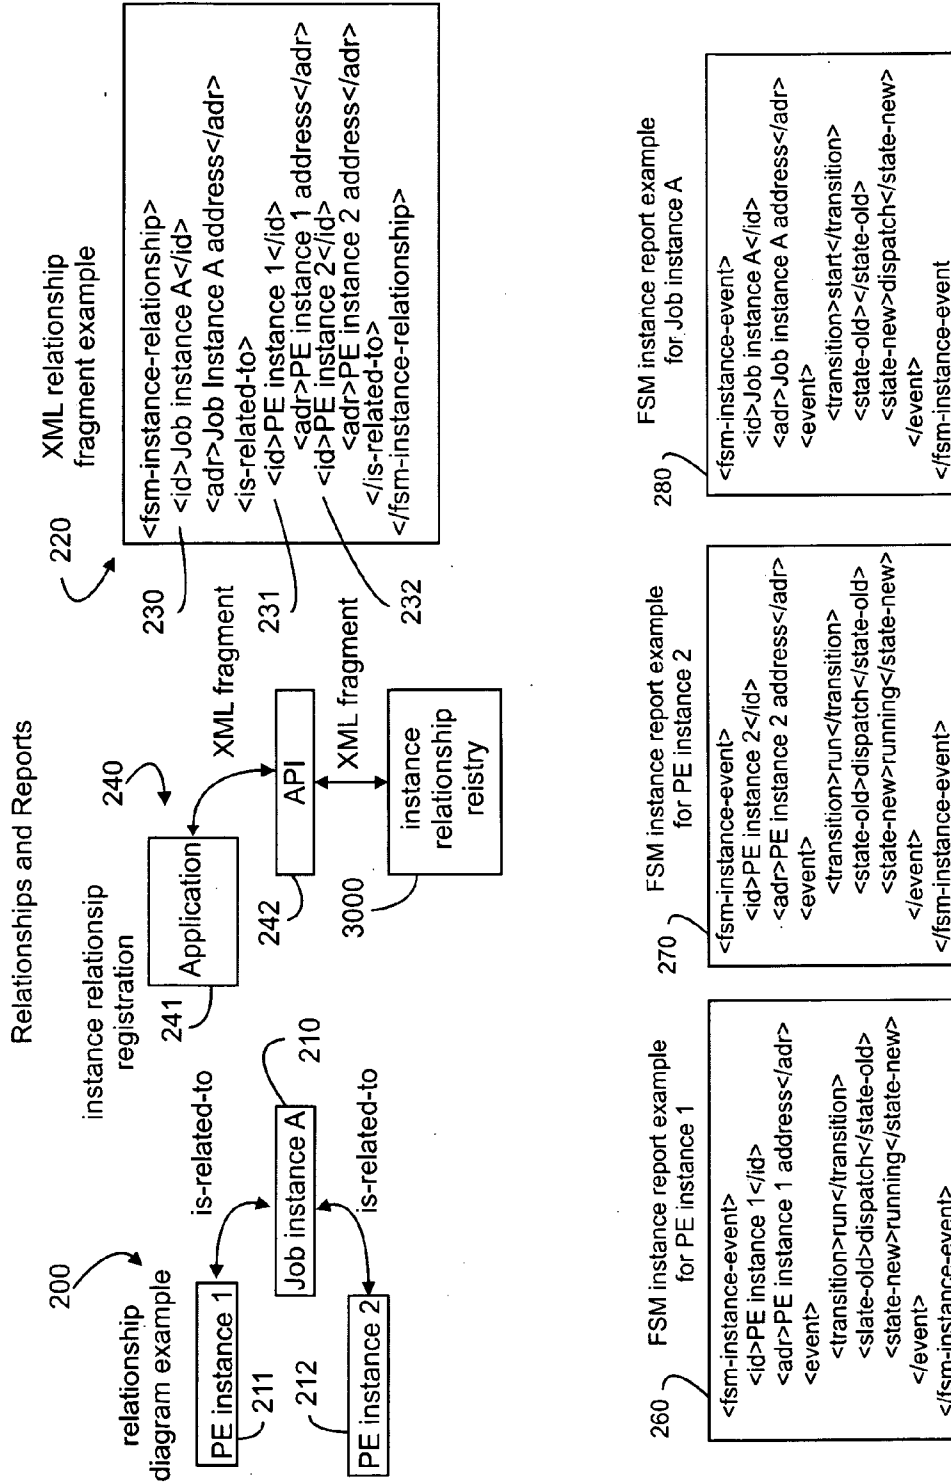 Relationships and Reports
200
relationship
diagram example
PE instance 1
211
is-related-to
Job instance A
210
212
PE instance 2
is-related-to
instance relationsip
registration
240
Application
241
XML fragment
API
242
XML fragment
3000
instance
relationship
reistry
XML relationship
fragment example
220
<fsm-instance-relationship>
<id>Job instance A</id>
<adr>Job Instance A address</adr>
<is-related-to>
<id>PE instance 1</id>
<adr>PE instance 1 address</adr>
<id>PE instance 2</id>
<adr>PE instance 2 address</adr>
</is-related-to>
</fsm-instance-relationship>
230
231
232
FSM instance report example
for PE instance 1
260
<fsm-instance-event>
<id>PE instance 1</id>
<adr>PE instance 1 address</adr>
<event>
<transition>run</transition>
<slate-old>dispatch</state-old>
<state-new>running</state-new>
</event>
</fsm-instance-event>
FSM instance report example
for PE instance 2
270
<fsm-instance-event>
<id>PE instance 2</id>
<adr>PE instance 2 address</adr>
<event>
<transition>run</transition>
<state-old>dispatch</state-old>
<state-new>running</state-new>
</event>
</fsm-instance-event>
FSM instance report example
for Job instance A
280
<fsm-instance-event>
<id>Job instance A</id>
<adr>Job instance A address</adr>
<event>
<transition>start</transition>
<state-old></state-old>
<state-new>dispatch</state-new>
</event>
</fsm-instance-event